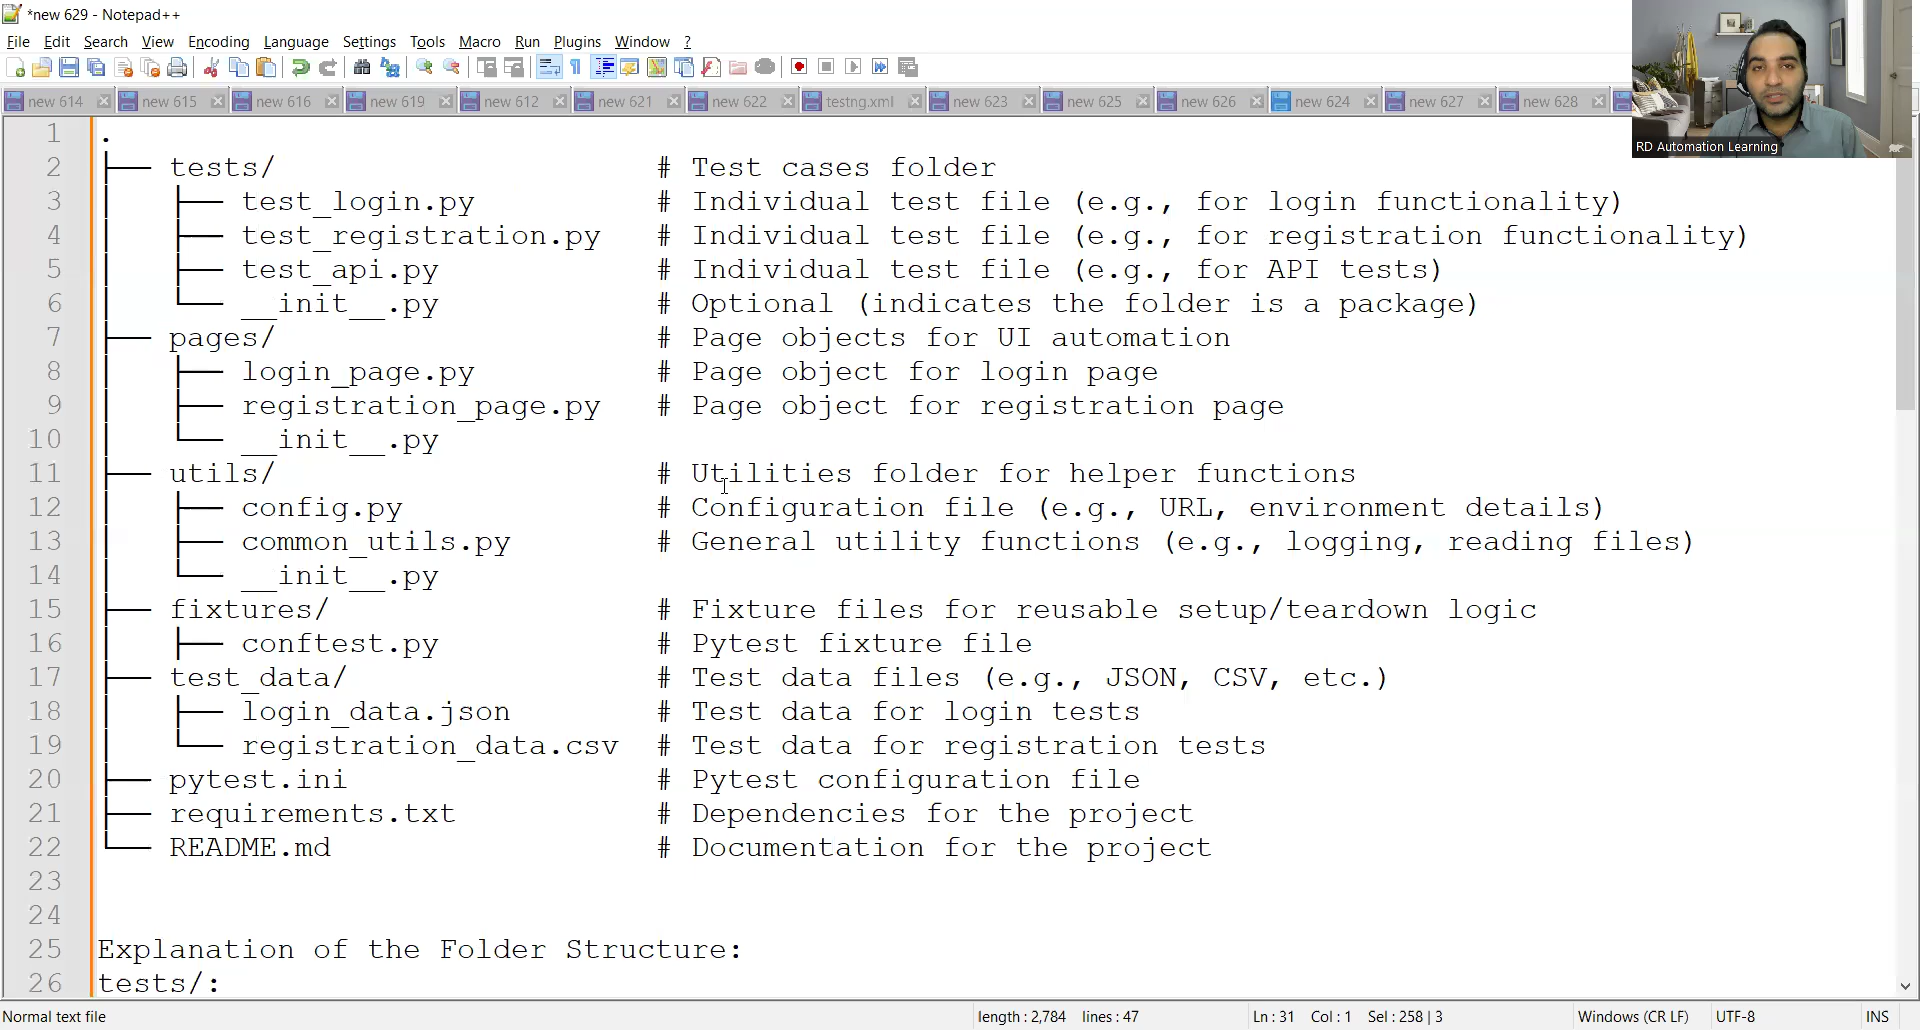 *new 629 - Notepad++
File Edit Search View Encoding Language Settings Tools Macro Run Plugins Window ?
new 614 new 615 new 616 new 619 new 612 new 621 new 622 testng.xml new 623 new 625 new 626 new 624 new 627 new 628
RD Automation Learning
1 .
2 ├── tests/ # Test cases folder
3 │ ├── test_login.py # Individual test file (e.g., for login functionality)
4 │ ├── test_registration.py # Individual test file (e.g., for registration functionality)
5 │ ├── test_api.py # Individual test file (e.g., for API tests)
6 │ └── __init__.py # Optional (indicates the folder is a package)
7 ├── pages/ # Page objects for UI automation
8 │ ├── login_page.py # Page object for login page
9 │ ├── registration_page.py # Page object for registration page
10 │ └── __init__.py
11 ├── utils/ # Utilities folder for helper functions
12 │ ├── config.py # Configuration file (e.g., URL, environment details)
13 │ ├── common_utils.py # General utility functions (e.g., logging, reading files)
14 │ └── __init__.py
15 ├── fixtures/ # Fixture files for reusable setup/teardown logic
16 │ ├── conftest.py # Pytest fixture file
17 ├── test_data/ # Test data files (e.g., JSON, CSV, etc.)
18 │ ├── login_data.json # Test data for login tests
19 │ └── registration_data.csv # Test data for registration tests
20 ├── pytest.ini # Pytest configuration file
21 ├── requirements.txt # Dependencies for the project
22 └── README.md # Documentation for the project
23
24
25 Explanation of the Folder Structure:
26 tests/:
Normal text file length : 2,784 lines : 47 Ln : 31 Col : 1 Sel : 258 | 3 Windows (CR LF) UTF-8 INS